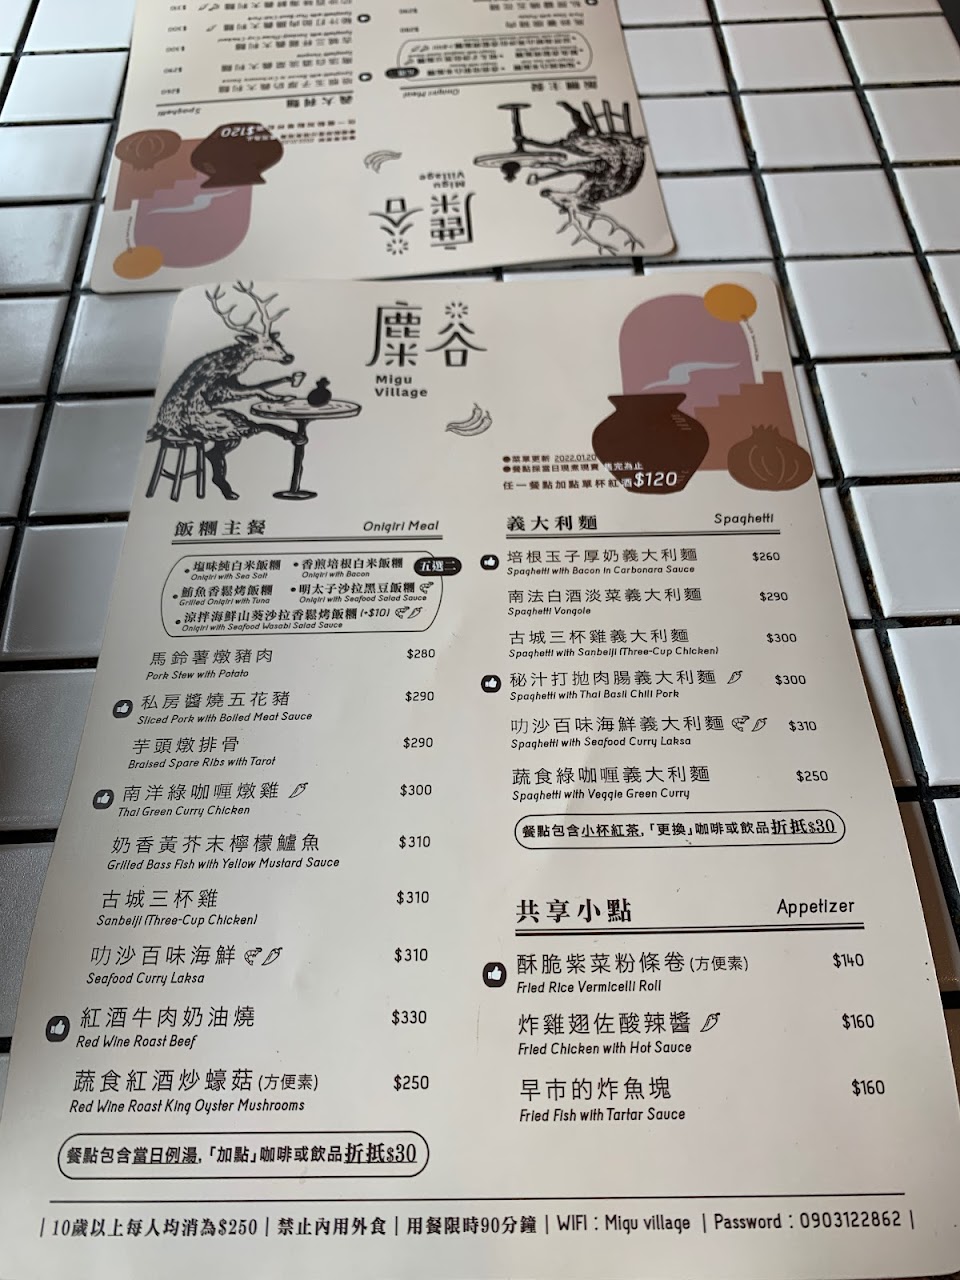 麋谷
Migu
Village
●菜單更新 2022.01.20
●餐點採當日現煮現賣 售完為止
任一餐點加點單杯紅酒$120
飯糰主餐 Onigiri Meal
•塩味純白米飯糰 •香煎培根白米飯糰 五選二
Onigiri with Sea Salt Onigiri with Bacon
•鮪魚香鬆烤飯糰 •明太子沙拉黑豆飯糰
Grilled Onigiri with Tuna Onigiri with Seafood Salad Sauce
•涼拌海鮮山葵沙拉香鬆烤飯糰(+$10)
Onigiri with Seafood Wasabi Salad Sauce
馬鈴薯燉豬肉 $280
Pork Stew with Potato
私房醬燒五花豬 $290
Sliced Pork with Boiled Meat Sauce
芋頭燉排骨 $290
Braised Spare Ribs with Tarot
南洋綠咖喱燉雞 $300
Thai Green Curry Chicken
奶香黃芥末檸檬鱸魚 $310
Grilled Bass Fish with Yellow Mustard Sauce
古城三杯雞 $310
Sanbeiji (Three-Cup Chicken)
叻沙百味海鮮 $310
Seafood Curry Laksa
紅酒牛肉奶油燒 $330
Red Wine Roast Beef
蔬食紅酒炒蠔菇(方便素) $250
Red Wine Roast King Oyster Mushrooms
餐點包含當日例湯,「加點」咖啡或飲品折抵$30
義大利麵 Spaghetti
培根玉子厚奶義大利麵 $260
Spaghetti with Bacon in Carbonara Sauce
南法白酒淡菜義大利麵 $290
Spaghetti Vongole
古城三杯雞義大利麵 $300
Spaghetti with Sanbeiji (Three-Cup Chicken)
秘汁打拋肉腸義大利麵 $300
Spaghetti with Thai Basli Chili Pork
叻沙百味海鮮義大利麵 $310
Spaghetti with Seafood Curry Laksa
蔬食綠咖喱義大利麵 $250
Spaghetti with Veggie Green Curry
餐點包含小杯紅茶,「更換」咖啡或飲品折抵$30
共享小點 Appetizer
酥脆紫菜粉條卷(方便素) $140
Fried Rice Vermicelli Roll
炸雞翅佐酸辣醬 $160
Fried Chicken with Hot Sauce
早市的炸魚塊 $160
Fried Fish with Tartar Sauce
| 10歲以上每人均消為$250 | 禁止內用外食 | 用餐限時90分鐘 | WIFI：Migu village | Password：0903122862 |